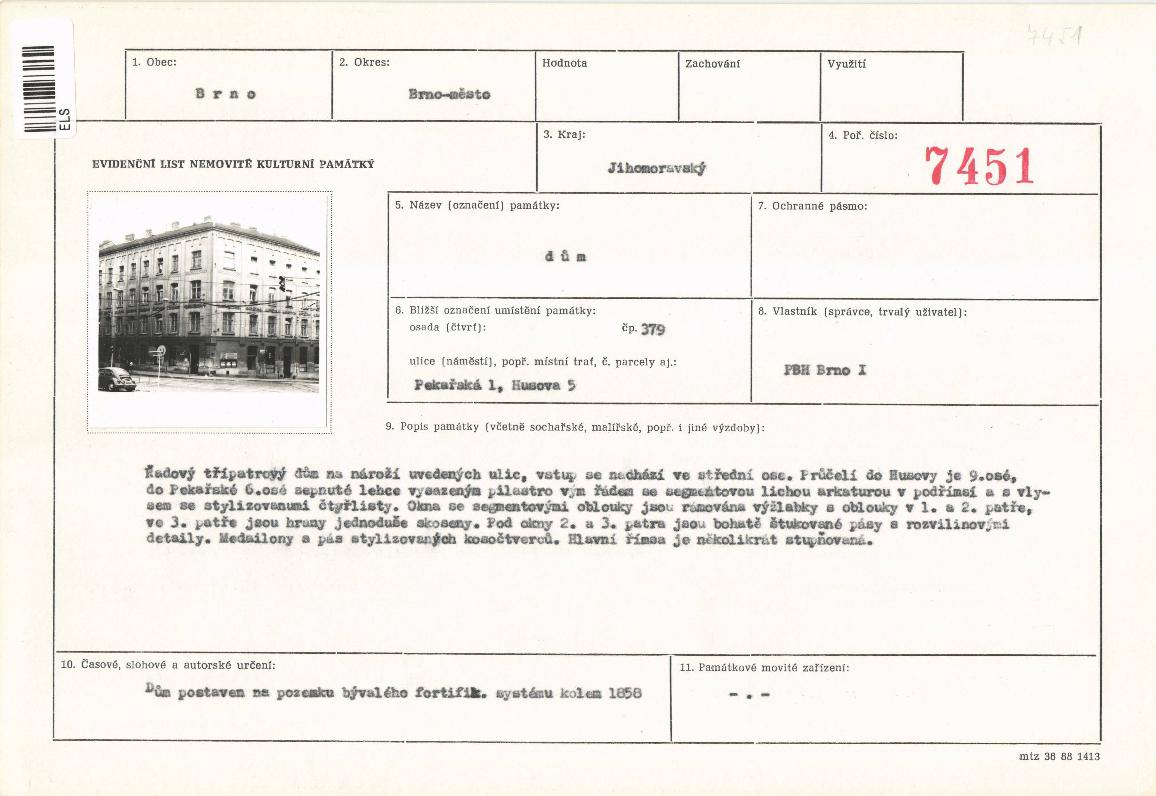 7451
ELS
1. Obec:
B r n o
2. Okres:
Brno-město
Hodnota
Zachování
Využití
EVIDENČNÍ LIST NEMOVITÉ KULTURNÍ PAMÁTKY
3. Kraj:
Jihomoravský
4. Poř. číslo:
7451
5. Název (označení) památky:
d ů m
7. Ochranné pásmo:
6. Bližší označení umístění památky:
osada (čtvrť):
čp. 379
ulice (náměstí), popř. místní trať, č. parcely aj.:
Pekařská 1, Husova 5
8. Vlastník (správce, trvalý uživatel):
PBH Brno I
9. Popis památky (včetně sochařské, malířské, popř. i jiné výzdoby):
Řadový třípatrový dům na nároží uvedených ulic, vstup se nachází ve střední ose. Průčelí do Husovy je 9.osé,
do Pekařské 6.osé sepnuté lehce vysazeným pilastro vým řádem se segmentovou lichou arkaturou v podřímsí a s vly-
sem se stylizovanumi čtyřlisty. Okna se segmentovými oblouky jsou rámována výžlabky s oblouky v 1. a 2. patře,
ve 3. patře jsou hrany jednoduše skoseny. Pod okny 2. a 3. patra jsou bohatě štukované pásy s rozvilinovými
detaily. Medailony a pás stylizovaných kosočtverců. Hlavní římsa je několikrát stupňovaná.
10. Časové, slohové a autorské určení:
Dům postaven na pozemku bývalého fortifik. systému kolem 1858
11. Památkové movité zařízení:
- . -
mtz 36 88 1413